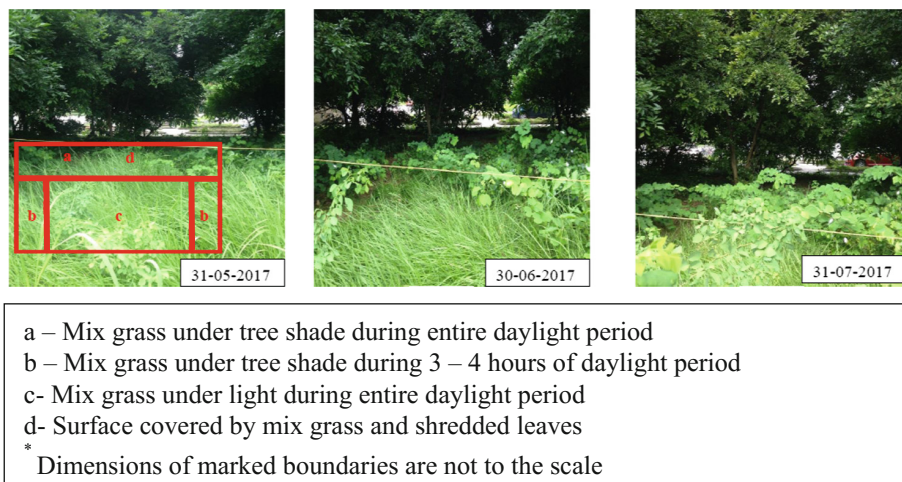 a d
b c b
31-05-2017
30-06-2017
31-07-2017
a – Mix grass under tree shade during entire daylight period
b – Mix grass under tree shade during 3 – 4 hours of daylight period
c- Mix grass under light during entire daylight period
d- Surface covered by mix grass and shredded leaves
* Dimensions of marked boundaries are not to the scale